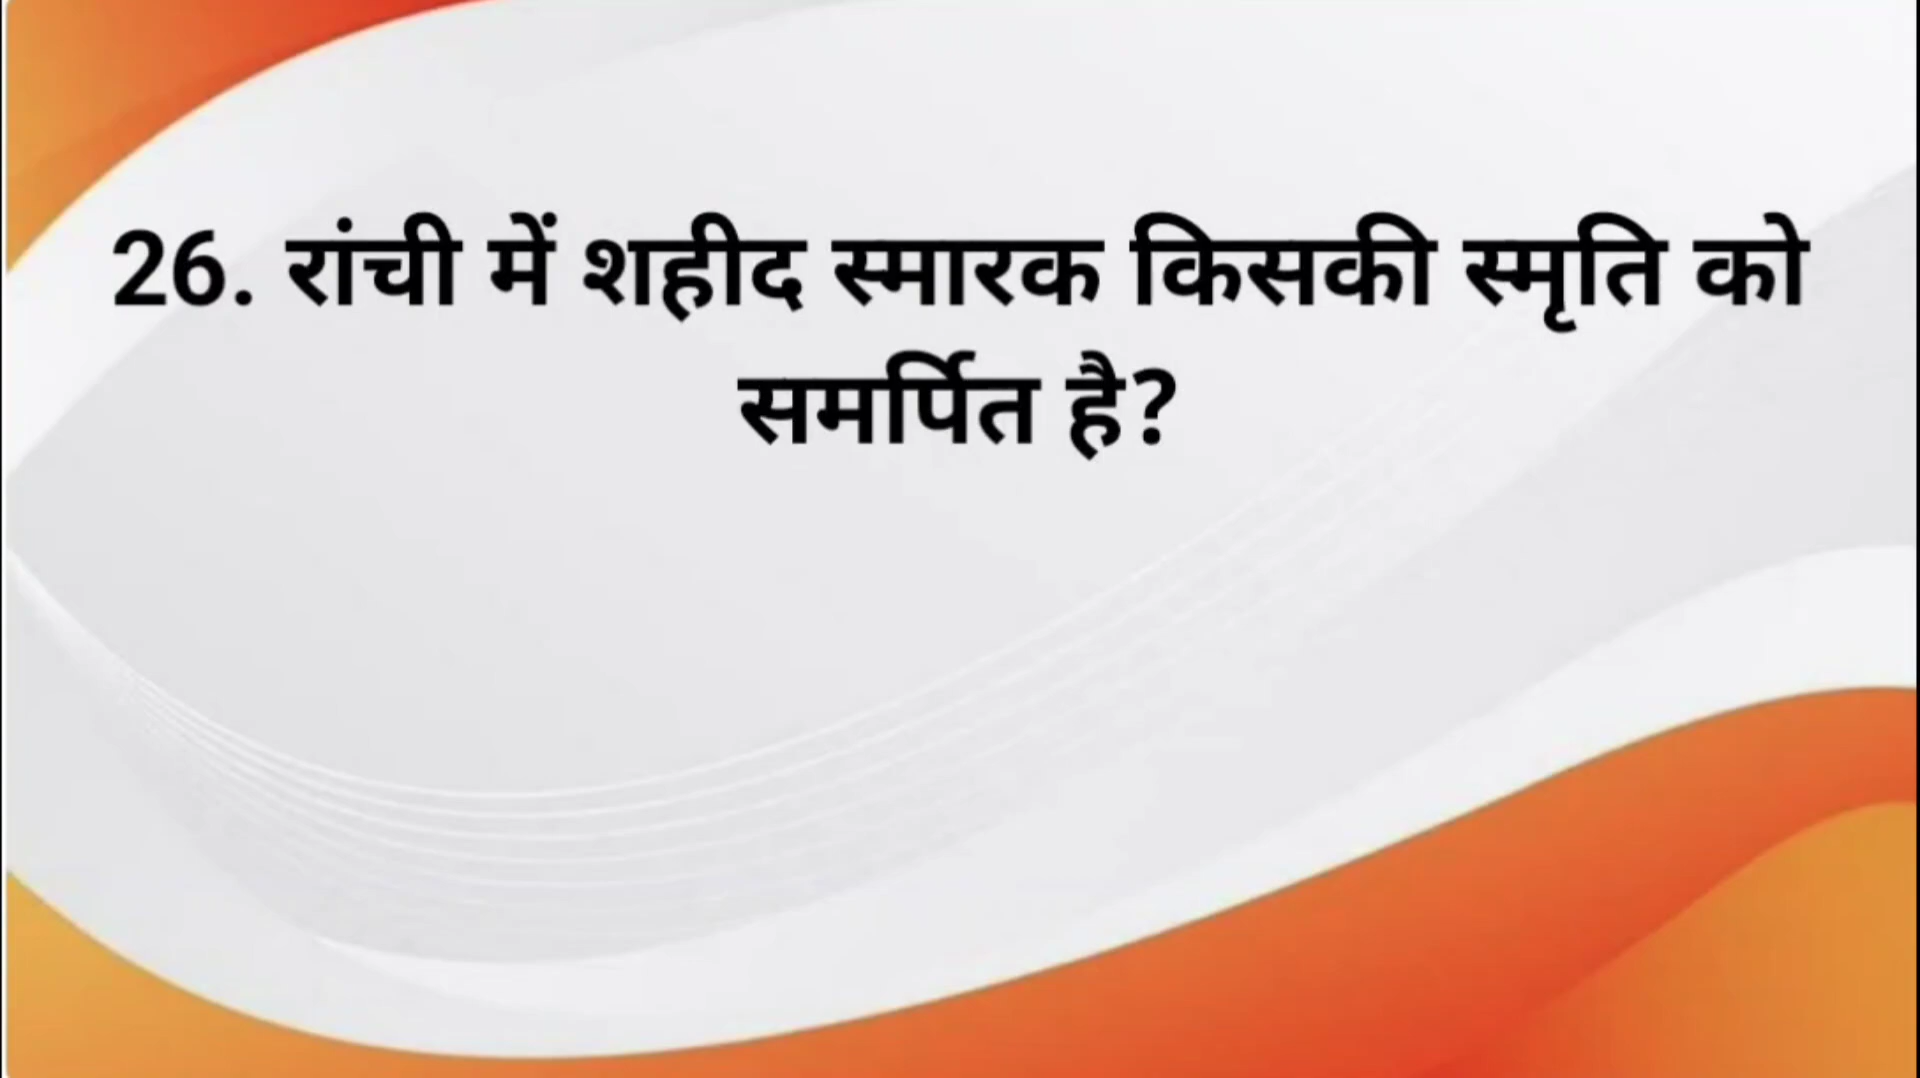 26. रांची में शहीद स्मारक किसकी स्मृति को
समर्पित है?